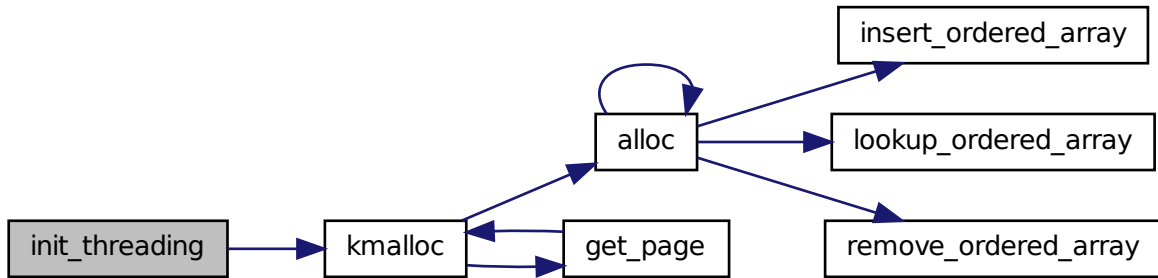 insert_ordered_array
alloc
lookup_ordered_array
init_threading
kmalloc
get_page
remove_ordered_array